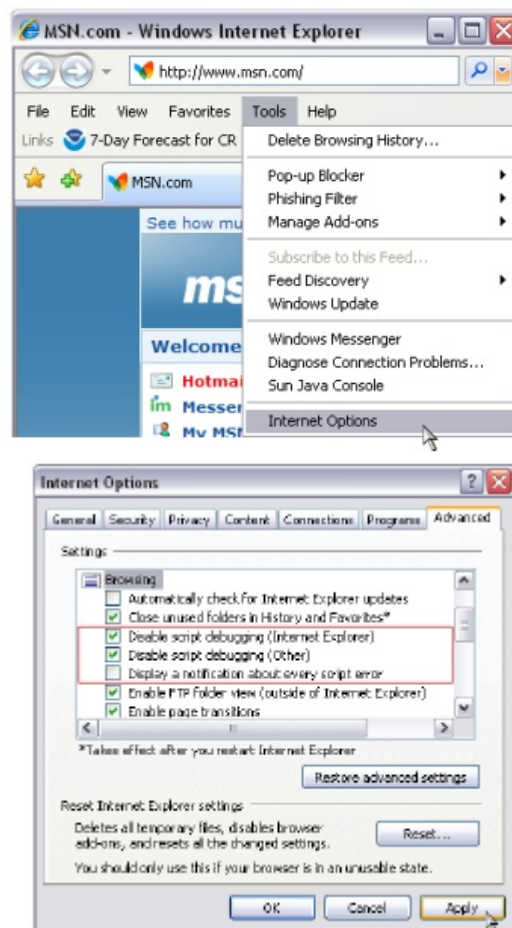 MSN.com - Windows Internet Explorer
http://www.msn.com/
File Edit View Favorites Tools Help
Links 7-Day Forecast for CR
Delete Browsing History...
MSN.com
Pop-up Blocker
Phishing Filter
Manage Add-ons
See how mu
Subscribe to this Feed...
Feed Discovery
Windows Update
ms
Welcome
Windows Messenger
Diagnose Connection Problems...
Sun Java Console
Hotmai
im Messer
My MSN
Internet Options
Internet Options
General Security Privacy Content Connections Programs Advanced
Settings
Browsing
Automatically check for Internet Explorer updates
Close unused folders in History and Favorites*
Disable script debugging (Internet Explorer)
Disable script debugging (Other)
Display a notification about every script error
Enable FTP folder view (outside of Internet Explorer)
Enable page transitions
*Takes effect after you restart Internet Explorer
Restore advanced settings
Reset Internet Explorer settings
Deletes all temporary files, disables browser
add-ons, and resets all the changed settings.
Reset...
You should only use this if your browser is in an unusable state.
OK Cancel Apply